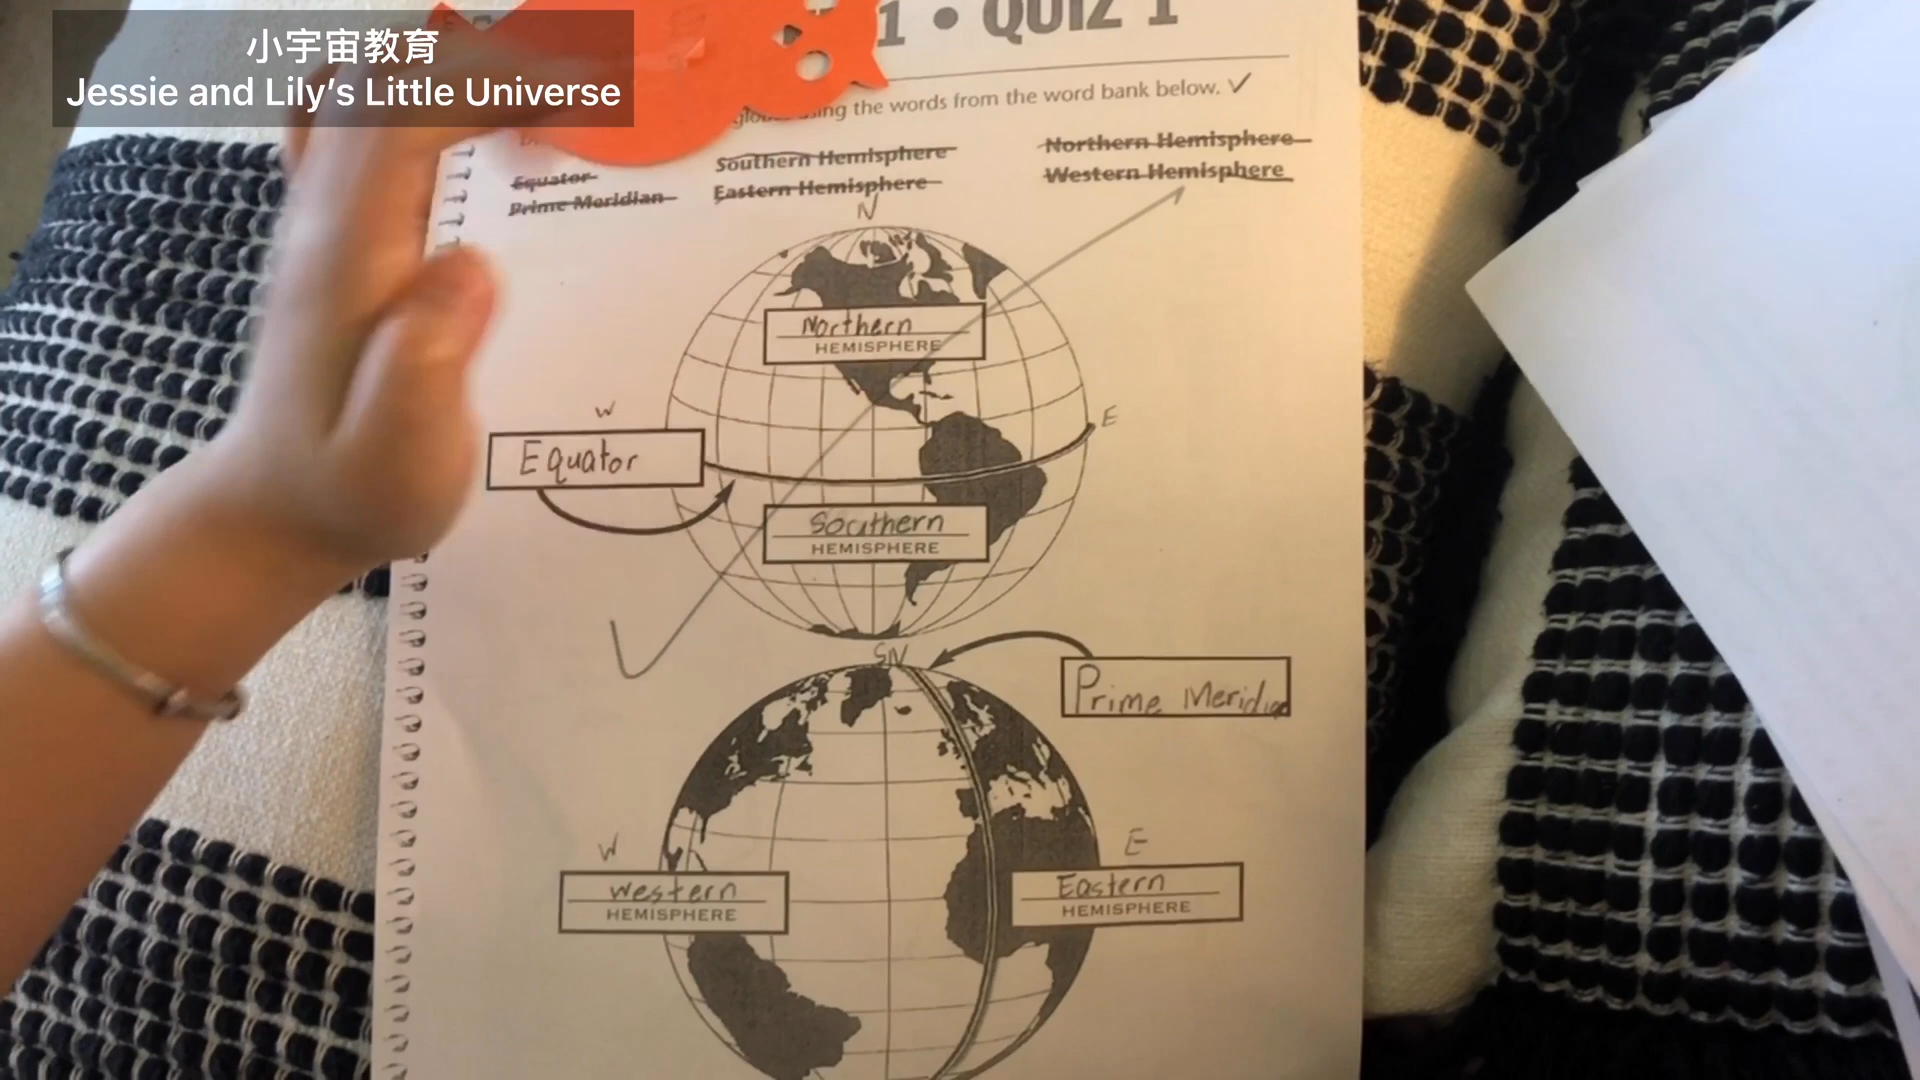 小宇宙教育
Jessie and Lily's Little Universe
1 • QUIZ 1
the words from the word bank below. ✓
Equator
Southern Hemisphere
Northern Hemisphere
Prime Meridian
Eastern Hemisphere
Western Hemisphere
N
Northern
HEMISPHERE
W
E
Equator
Southern
HEMISPHERE
S N
Prime Meridian
W
E
Western
HEMISPHERE
Eastern
HEMISPHERE